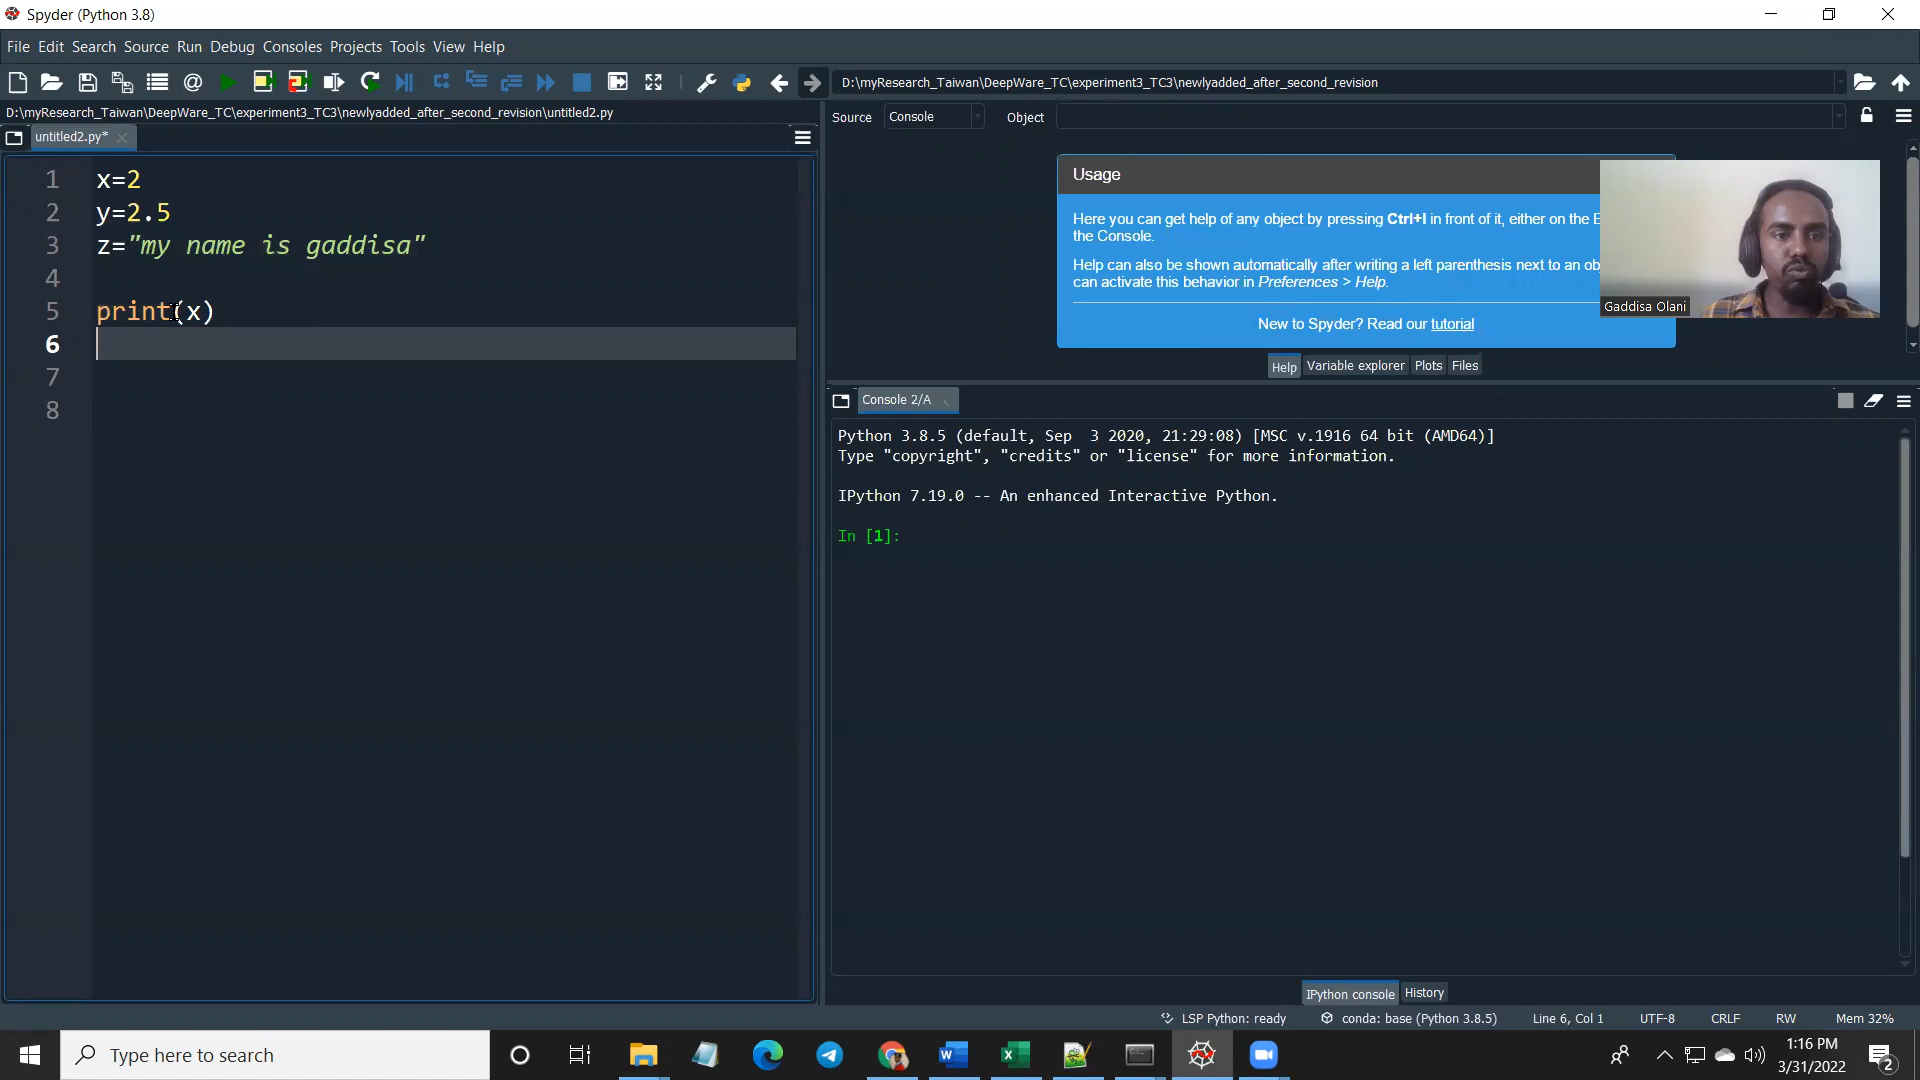 Spyder (Python 3.8)
File Edit Search Source Run Debug Consoles Projects Tools View Help
D:\myResearch_Taiwan\DeepWare_TC\experiment3_TC3\newlyadded_after_second_revision
D:\myResearch_Taiwan\DeepWare_TC\experiment3_TC3\newlyadded_after_second_revision\untitled2.py
untitled2.py*
1 x=2
2 y=2.5
3 z="my name is gaddisa"
4
5 print(x)
6
7
8
Source Console Object
Usage
Here you can get help of any object by pressing Ctrl+I in front of it, either on the
the Console.
Help can also be shown automatically after writing a left parenthesis next to an
can activate this behavior in Preferences > Help.
New to Spyder? Read our tutorial
Gaddisa Olani
Help Variable explorer Plots Files
Console 2/A
Python 3.8.5 (default, Sep 3 2020, 21:29:08) [MSC v.1916 64 bit (AMD64)]
Type "copyright", "credits" or "license" for more information.
IPython 7.19.0 -- An enhanced Interactive Python.
In [1]:
IPython console History
LSP Python: ready conda: base (Python 3.8.5) Line 6, Col 1 UTF-8 CRLF RW Mem 32%
Type here to search
1:16 PM
3/31/2022
2